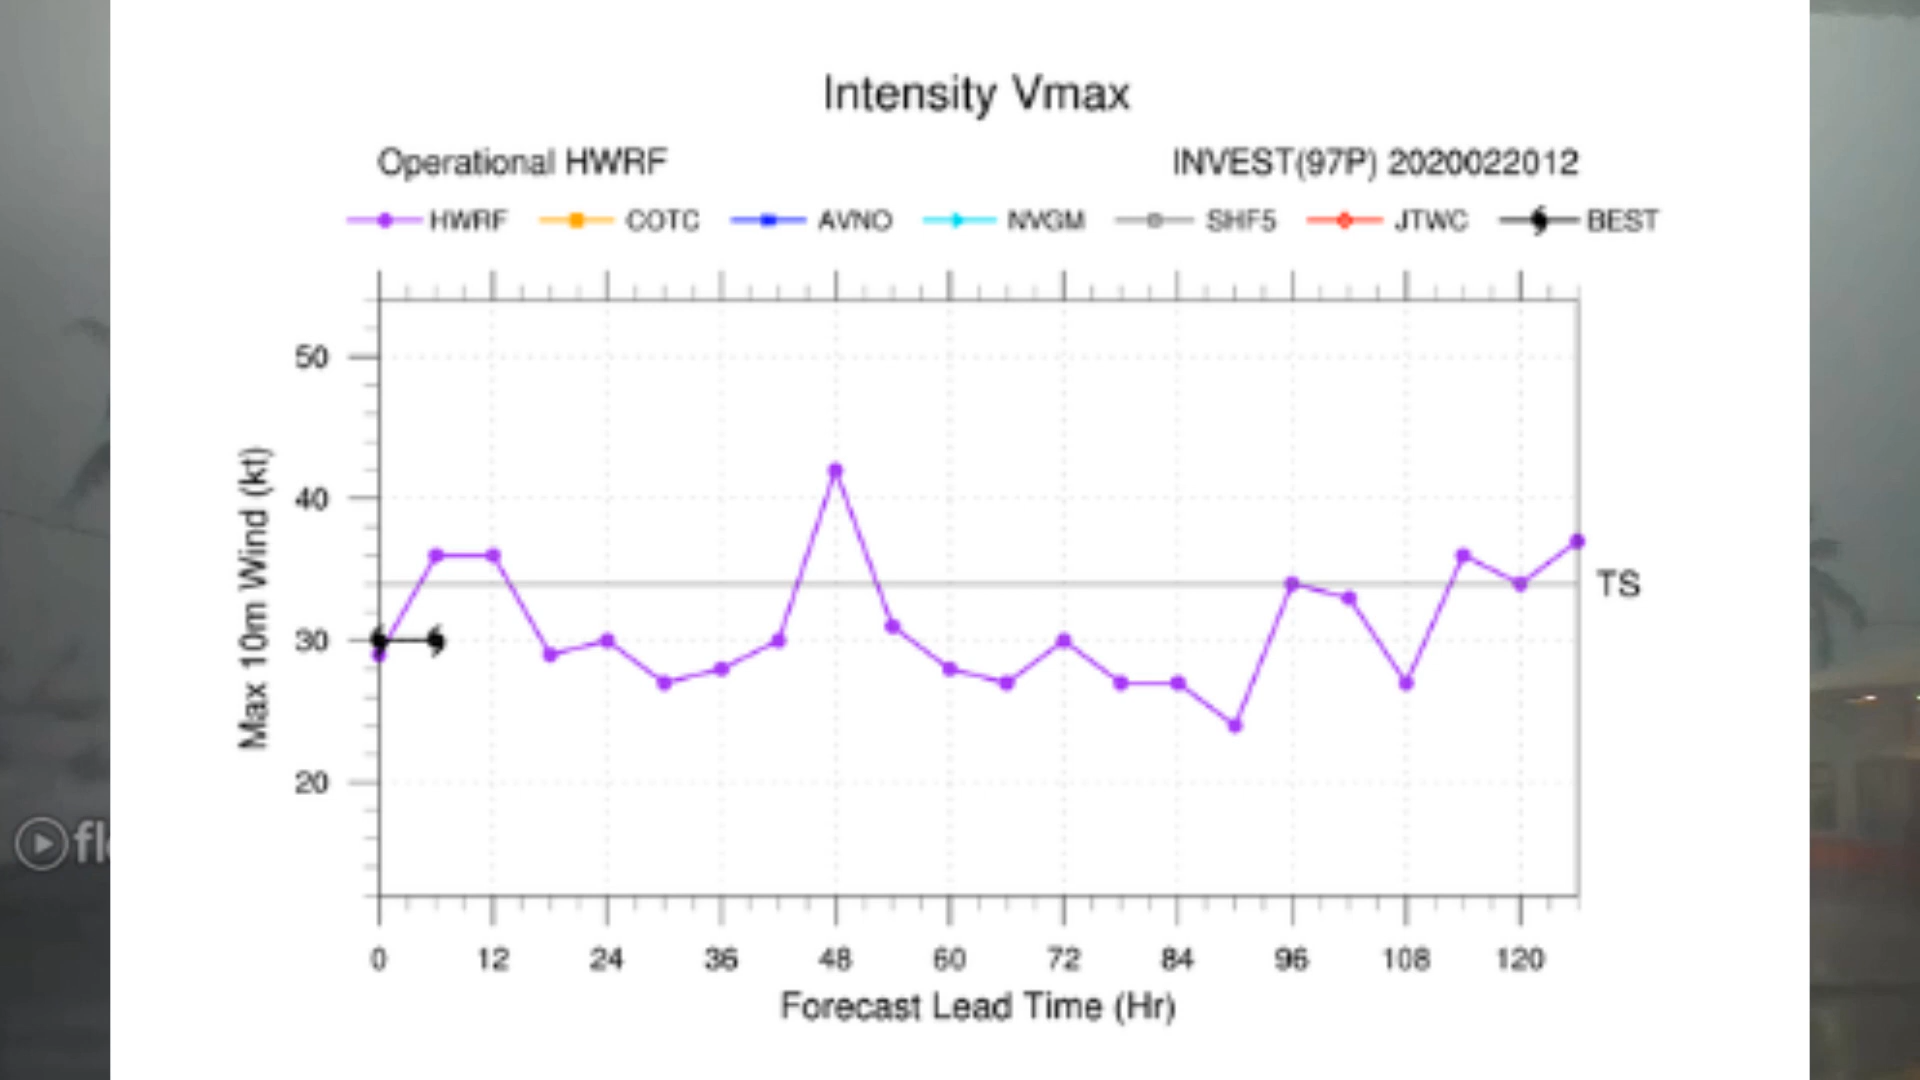 Intensity Vmax
Operational HWRF INVEST(97P) 2020022012
HWRF COTC AVNO NVGM SHF5 JTWC BEST
50
40
30
20
TS
Max 10m Wind (kt)
0 12 24 36 48 60 72 84 96 108 120
Forecast Lead Time (Hr)